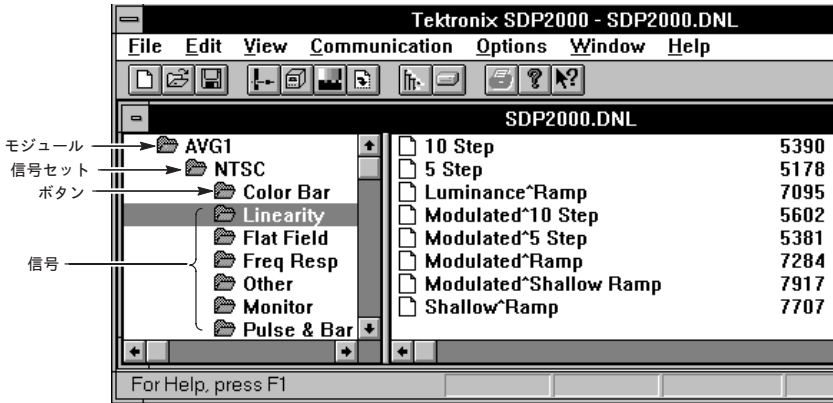 Tektronix SDP2000 - SDP2000.DNL
File Edit View Communication Options Window Help
SDP2000.DNL
モジュール
信号セット
ボタン
信号
AVG1
NTSC
Color Bar
Linearity
Flat Field
Freq Resp
Other
Monitor
Pulse & Bar
10 Step 5390
5 Step 5178
Luminance^Ramp 7095
Modulated^10 Step 5602
Modulated^5 Step 5381
Modulated^Ramp 7284
Modulated^Shallow Ramp 7917
Shallow^Ramp 7707
For Help, press F1